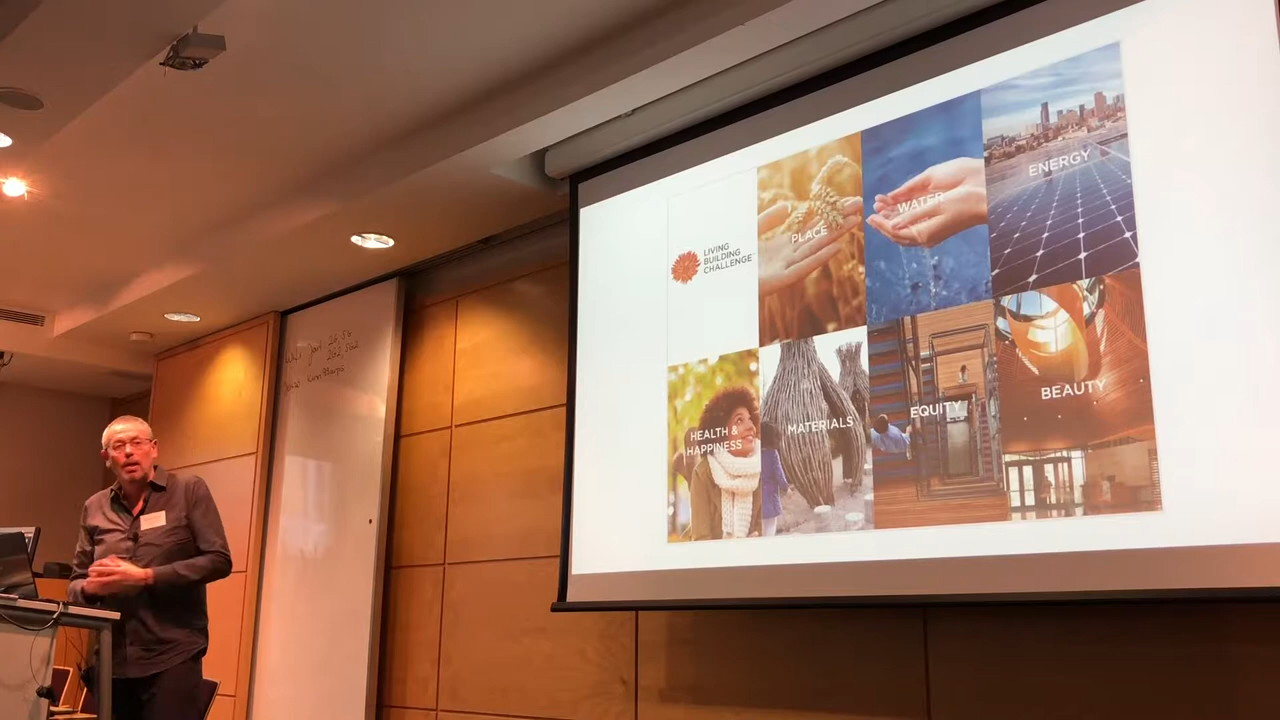 LIVING
BUILDING
CHALLENGE
PLACE
WATER
ENERGY
HEALTH &
HAPPINESS
MATERIALS
EQUITY
BEAUTY